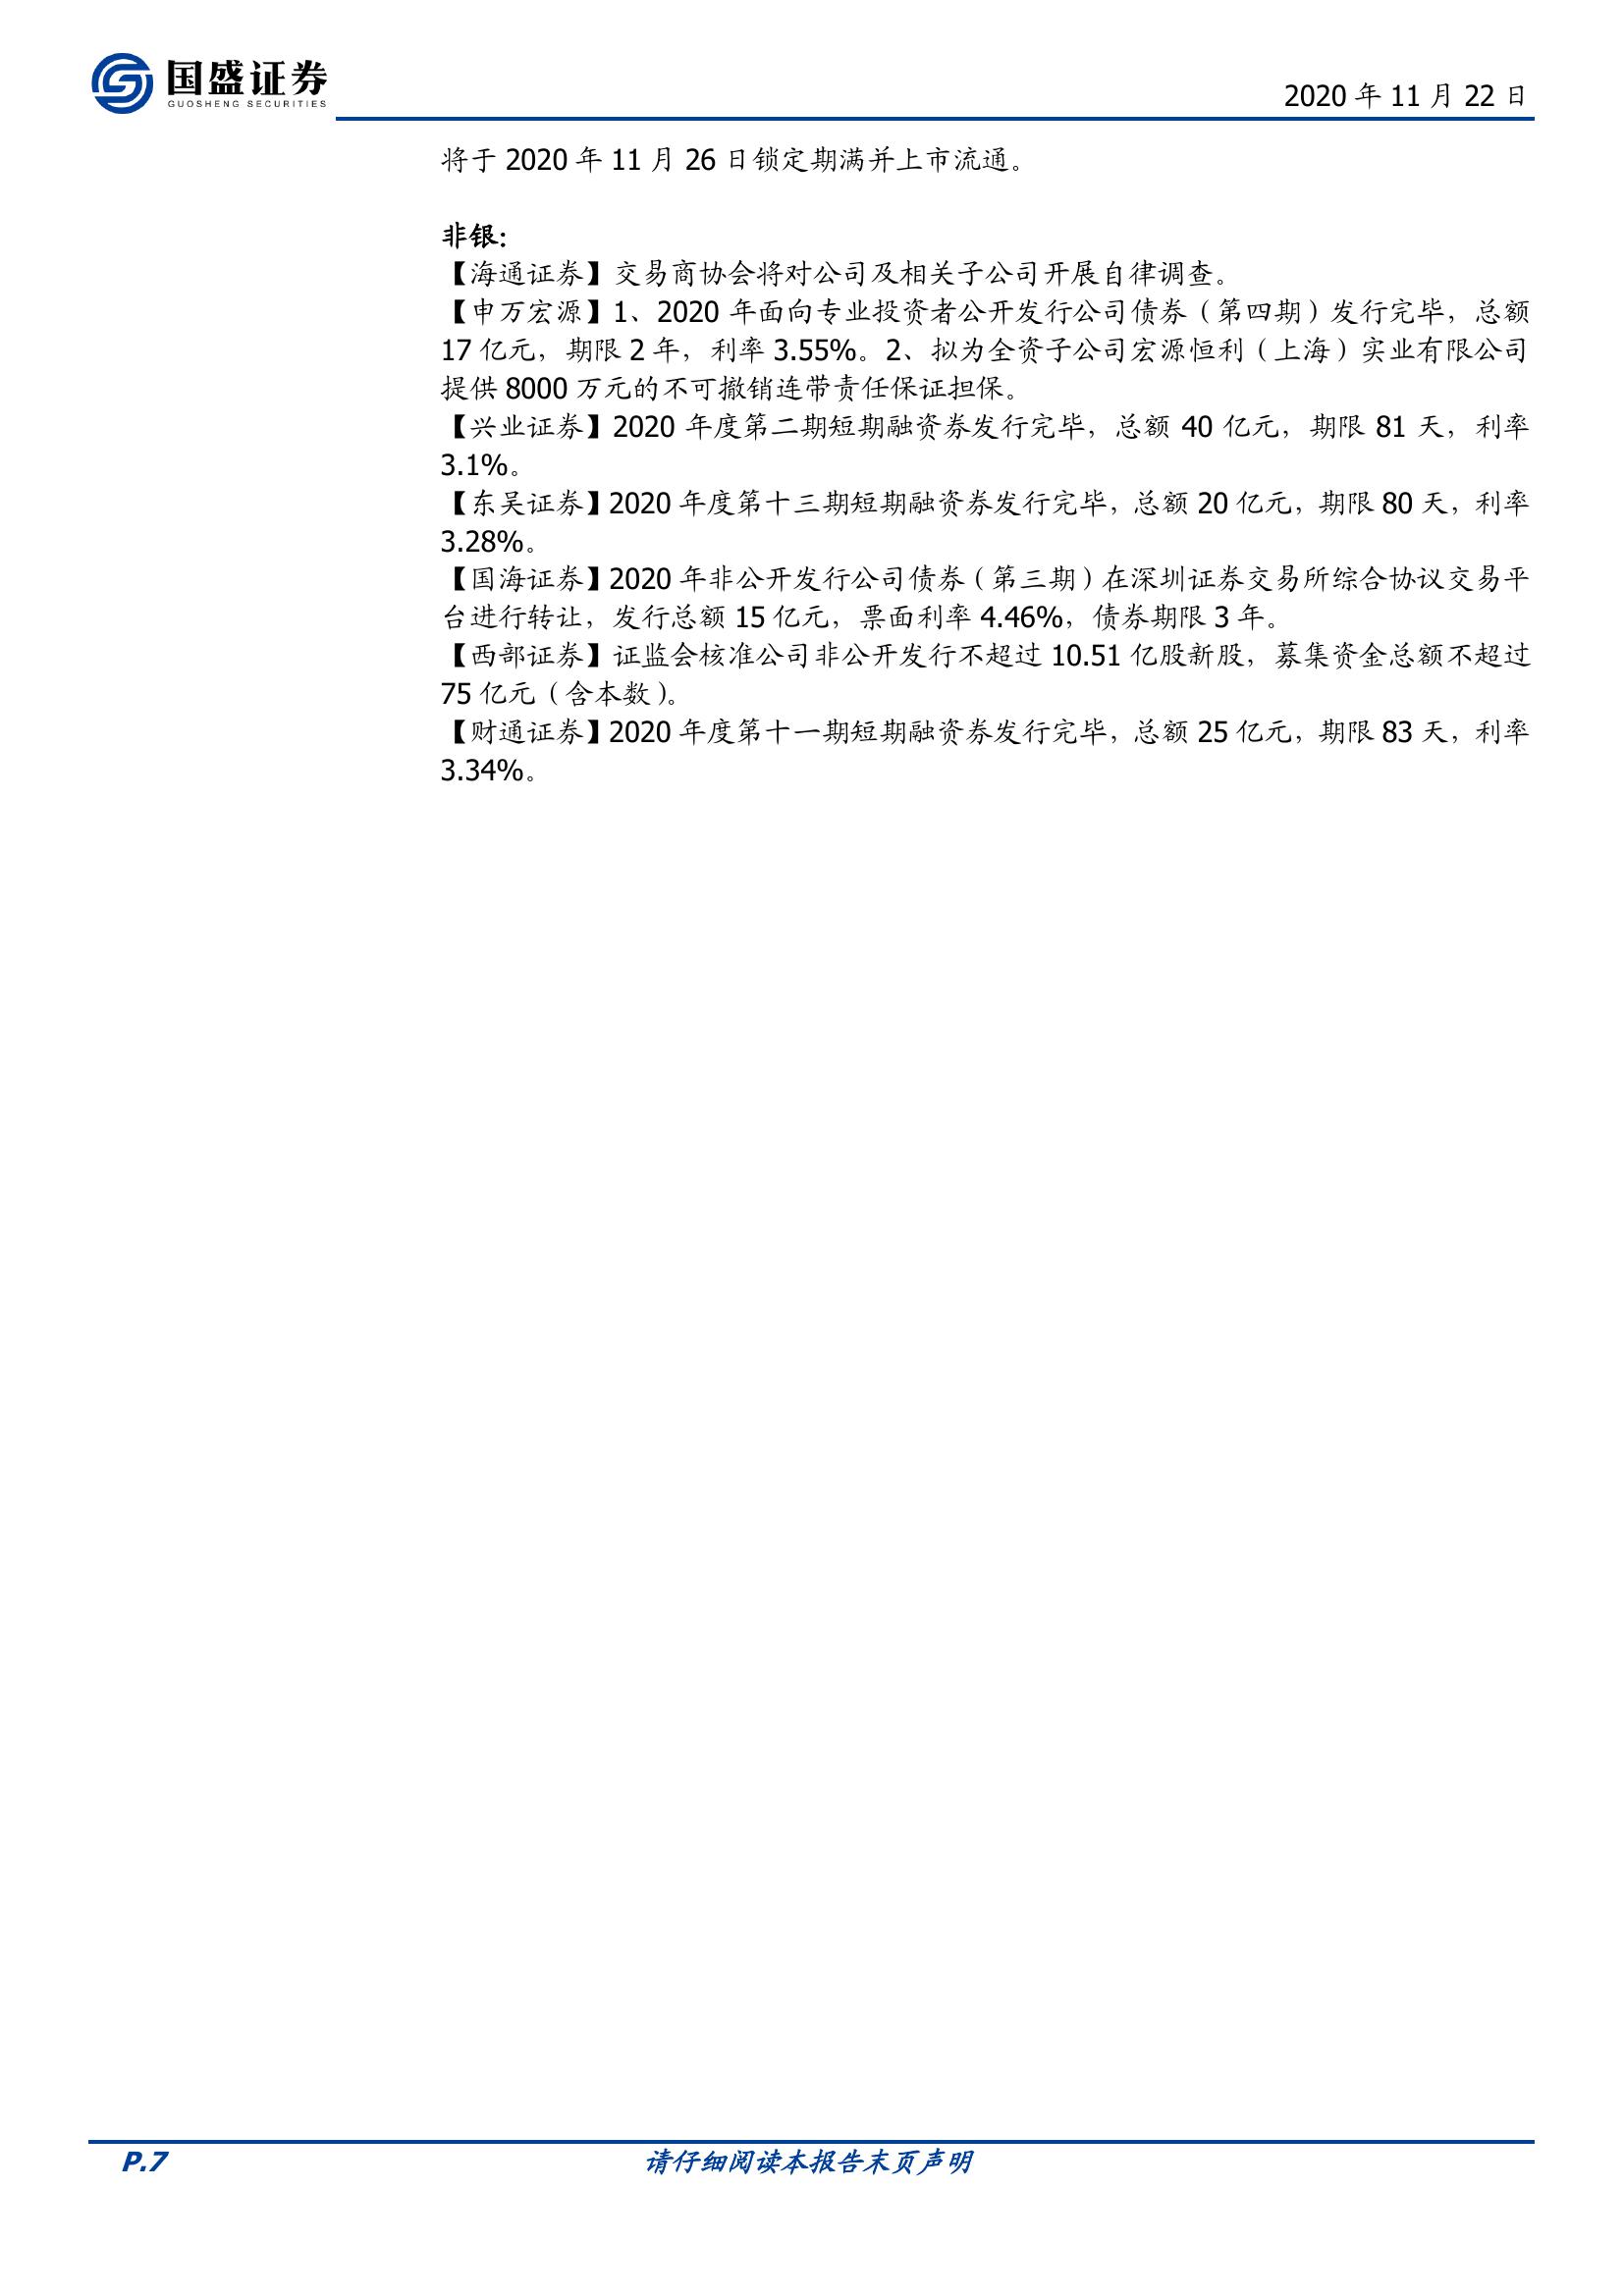 国盛证券
GUOSHENG SECURITIES
2020 年 11 月 22 日
将于 2020 年 11 月 26 日锁定期满并上市流通。
非银：
【海通证券】交易商协会将对公司及相关子公司开展自律调查。
【申万宏源】1、2020 年面向专业投资者公开发行公司债券（第四期）发行完毕，总额
17 亿元，期限 2 年，利率 3.55%。2、拟为全资子公司宏源恒利（上海）实业有限公司
提供 8000 万元的不可撤销连带责任保证担保。
【兴业证券】2020 年度第二期短期融资券发行完毕，总额 40 亿元，期限 81 天，利率
3.1%。
【东吴证券】2020 年度第十三期短期融资券发行完毕，总额 20 亿元，期限 80 天，利率
3.28%。
【国海证券】2020 年非公开发行公司债券（第三期）在深圳证券交易所综合协议交易平
台进行转让，发行总额 15 亿元，票面利率 4.46%，债券期限 3 年。
【西部证券】证监会核准公司非公开发行不超过 10.51 亿股新股，募集资金总额不超过
75 亿元（含本数）。
【财通证券】2020 年度第十一期短期融资券发行完毕，总额 25 亿元，期限 83 天，利率
3.34%。
P.7
请仔细阅读本报告末页声明